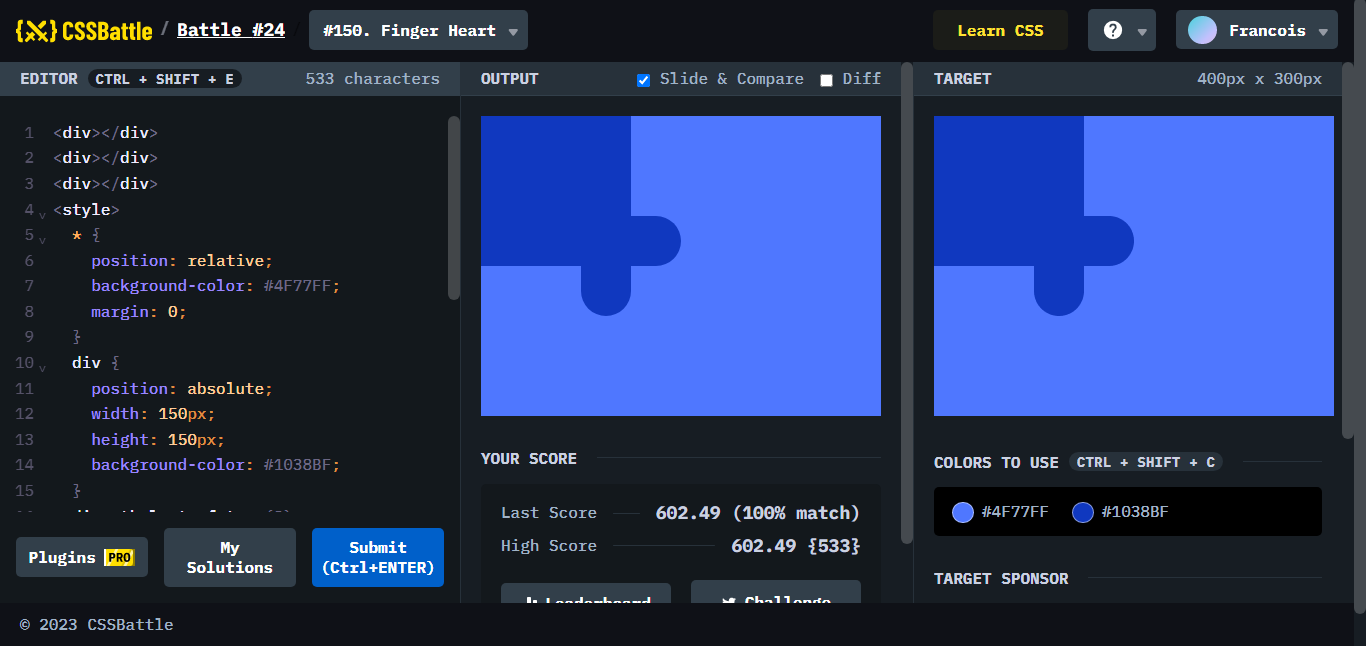 {X} CSSBattle / Battle #24 / #150. Finger Heart
Learn CSS
?
Francois
EDITOR CTRL + SHIFT + E 533 characters
1 <div></div>
2 <div></div>
3 <div></div>
4 <style>
5 * {
6 position: relative;
7 background-color: #4F77FF;
8 margin: 0;
9 }
10 div {
11 position: absolute;
12 width: 150px;
13 height: 150px;
14 background-color: #1038BF;
15 }
Plugins PRO
My Solutions
Submit (Ctrl+ENTER)
OUTPUT Slide & Compare Diff
YOUR SCORE
Last Score 602.49 (100% match)
High Score 602.49 {533}
Leaderboard
Challenge
TARGET 400px x 300px
COLORS TO USE CTRL + SHIFT + C
#4F77FF #1038BF
TARGET SPONSOR
© 2023 CSSBattle